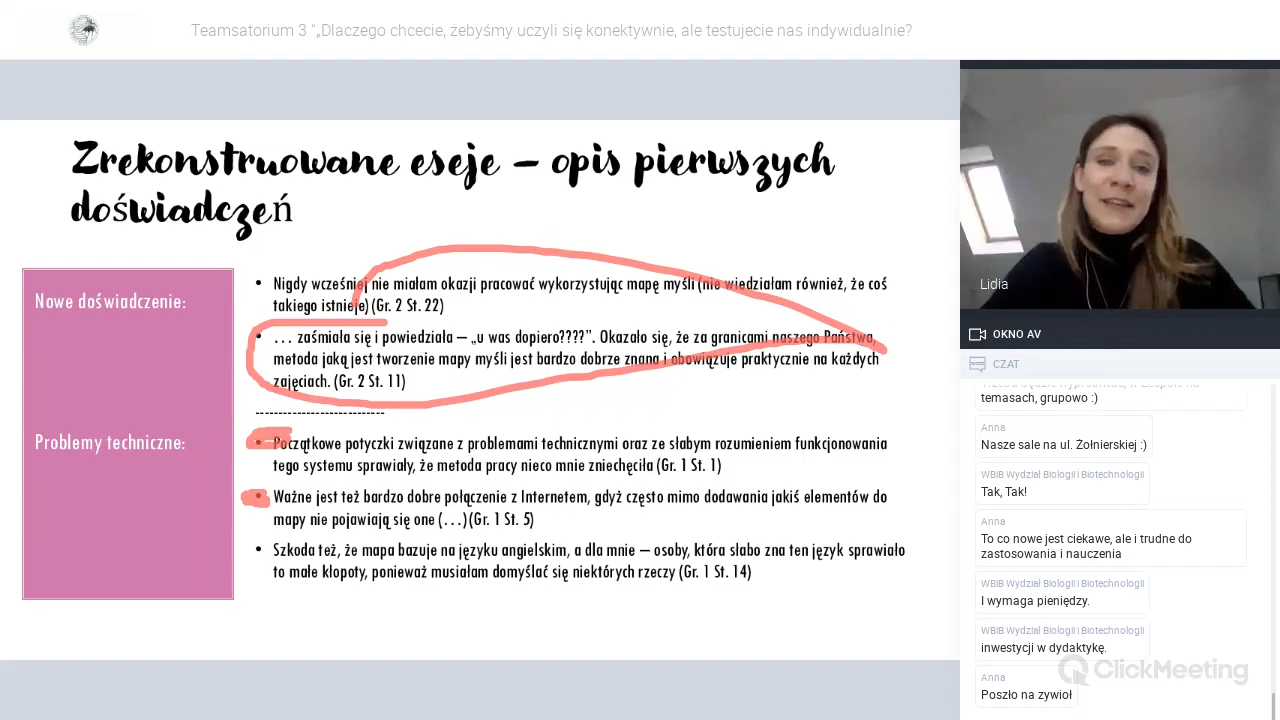 Teamsatorium 3 “„Dlaczego chcecie, żebyśmy uczyli się konektywnie, ale testujecie nas indywidualnie?
Zrekonstruowane eseje – opis pierwszych
doświadczeń
Nowe doświadczenie:
• Nigdy wcześniej nie miałam okazji pracować wykorzystując mapę myśli (nie wiedziałam również, że coś
takiego istnieje) (Gr. 2 St. 22)
• … zaśmiała się i powiedziała – „u was dopiero????”. Okazało się, że za granicami naszego Państwa,
metoda jaką jest tworzenie mapy myśli jest bardzo dobrze znana i obowiązuje praktycznie na każdych
zajęciach. (Gr. 2 St. 11)
----------------------------
Problemy techniczne:
• Początkowe potyczki związane z problemami technicznymi oraz ze słabym rozumieniem funkcjonowania
tego systemu sprawiały, że metoda pracy nieco mnie zniechęciła (Gr. 1 St. 1)
• Ważne jest też bardzo dobre połączenie z Internetem, gdyż często mimo dodawania jakiś elementów do
mapy nie pojawiają się one (…)(Gr. 1 St. 5)
• Szkoda też, że mapa bazuje na języku angielskim, a dla mnie – osoby, która słabo zna ten język sprawiało
to małe kłopoty, ponieważ musiałam domyślać się niektórych rzeczy (Gr. 1 St. 14)
Lidia
OKNO AV
CZAT
temasach, grupowo :)
Anna
Nasze sale na ul. Żołnierskiej :)
WBiB Wydział Biologii i Biotechnologii
Tak, Tak!
Anna
To co nowe jest ciekawe, ale i trudne do
zastosowania i nauczenia
WBiB Wydział Biologii i Biotechnologii
I wymaga pieniędzy.
WBiB Wydział Biologii i Biotechnologii
inwestycji w dydaktykę.
ClickMeeting
Anna
Poszło na zywioł